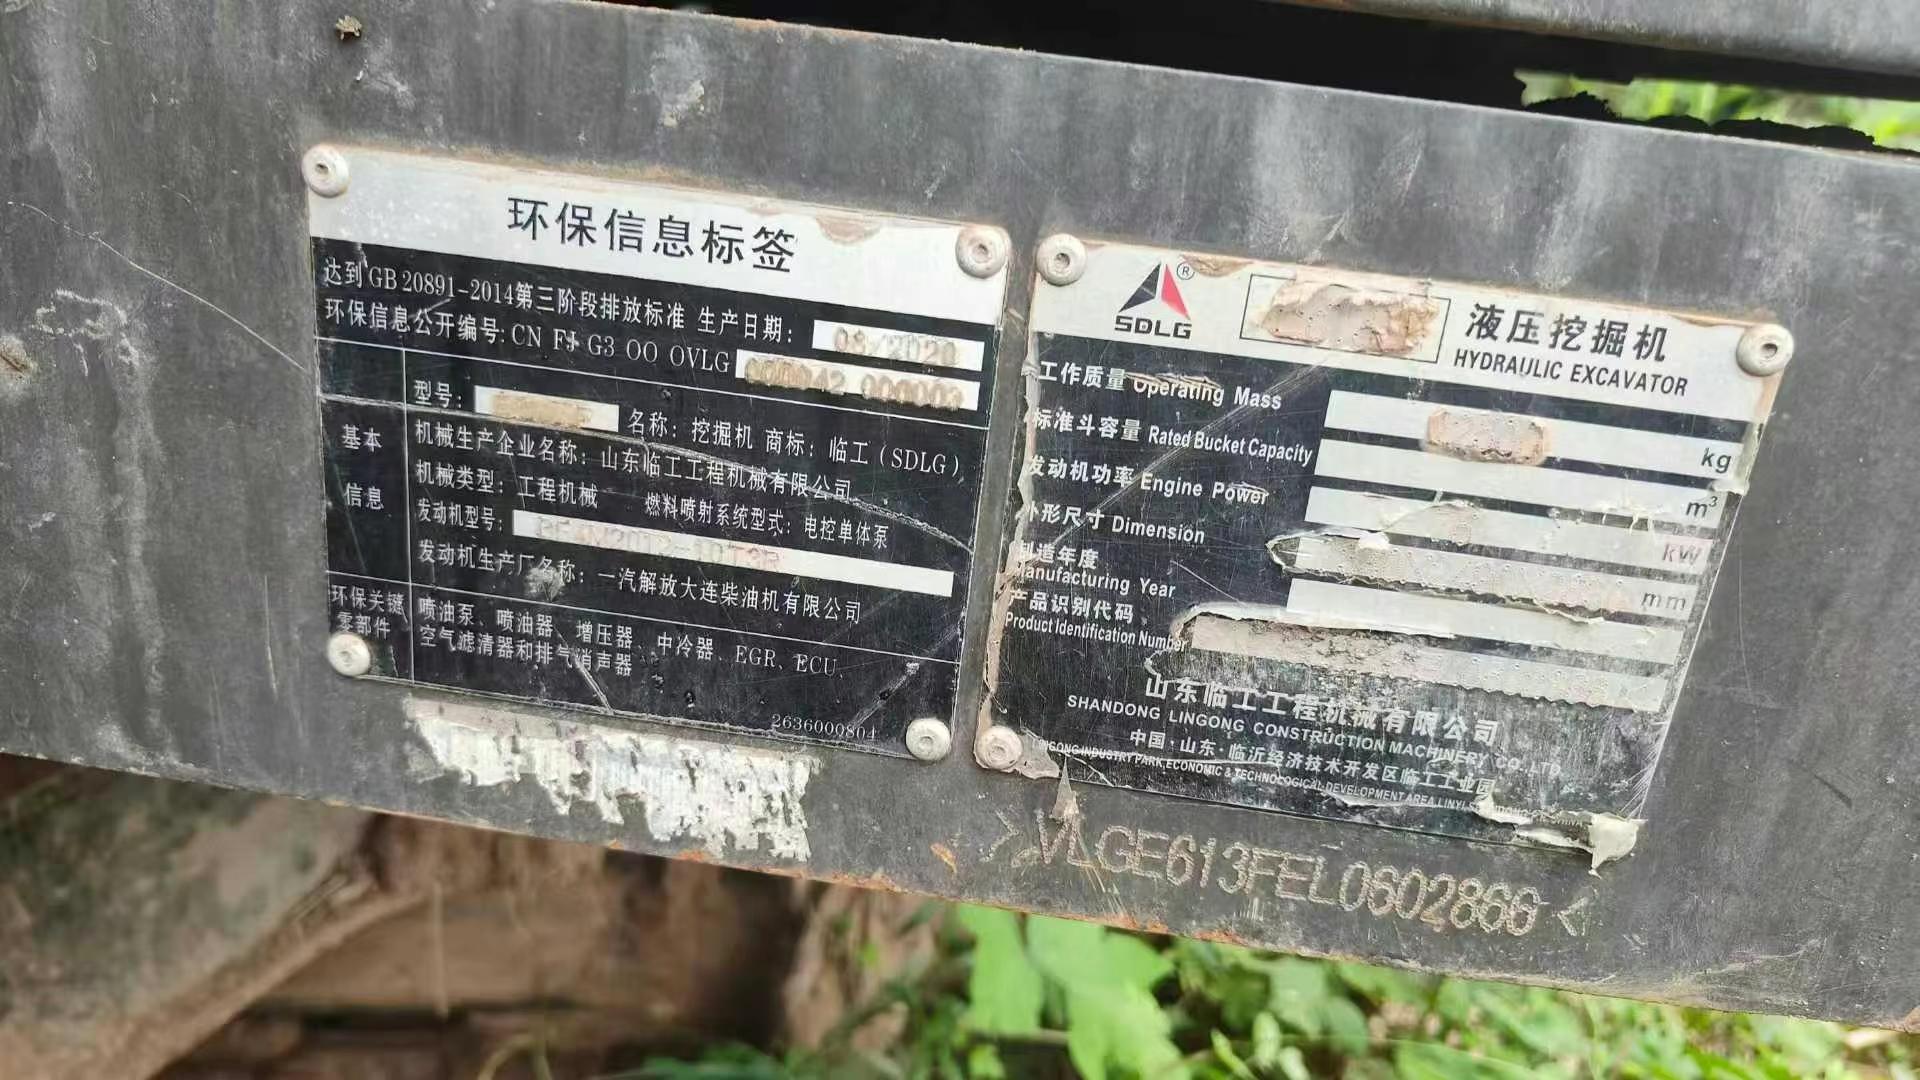 环保信息标签
达到GB 20891-2014第三阶段排放标准 生产日期: 03/2020
环保信息公开编号: CN FJ G3 OO OVLG
基本
信息
型号:
名称: 挖掘机 商标: 临工 (SDLG)
机械生产企业名称: 山东临工工程机械有限公司
机械类型: 工程机械 燃料喷射系统型式: 电控单体泵
发动机型号:
发动机生产厂名称: 一汽解放大连柴油机有限公司
环保关键
零部件
喷油泵、喷油器、增压器、中冷器、EGR、ECU、
空气滤清器和排气消声器
2636000804
SDLG ®
液压挖掘机
HYDRAULIC EXCAVATOR
工作质量 Operating Mass kg
标准斗容量 Rated Bucket Capacity m³
发动机功率 Engine Power kW
外形尺寸 Dimension mm
制造年度
Manufacturing Year
产品识别代码
Product Identification Number
山东临工工程机械有限公司
SHANDONG LINGONG CONSTRUCTION MACHINERY CO.,LTD.
中国·山东·临沂经济技术开发区临工工业园
INDUSTRY PARK,ECONOMIC & TECHNOLOGICAL DEVELOPMENT AREA,LINYI
>VLGE613FEL0602860<